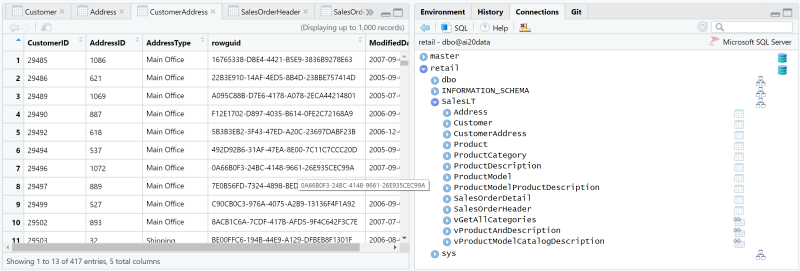 Customer Address CustomerAddress SalesOrderHeader SalesOrd
(Displaying up to 1,000 records)
CustomerID AddressID AddressType rowguid ModifiedDa
1 29485 1086 Main Office 16765338-DBE4-4421-B5E9-3836B9278E63 2007-09-
2 29486 621 Main Office 22B3E910-14AF-4ED5-8B4D-23BBE757414D 2005-09-
3 29489 1069 Main Office A095C88B-D7E6-4178-A078-2ECA44214801 2005-07-
4 29490 887 Main Office F12E1702-D897-4035-B614-0FE2C72168A9 2006-09-
5 29492 618 Main Office 5B3B3EB2-3F43-47ED-A20C-23697DABF23B 2006-12-
6 29494 537 Main Office 492D92B6-31AF-47EA-8E00-7C11C7CCC20D 2005-09-
7 29496 1072 Main Office 0A66B0F3-24BC-4148-9661-26E935CEC99A 2007-09-
8 29497 889 Main Office 7E0B56FD-7324-4898-BED 0A66B0F3-24BC-4148-9661-26E935CEC99A
9 29499 527 Main Office C90CB0C3-976A-4075-A2B9-13136F4F1A92 2006-09-
10 29502 893 Main Office 8ACB1C6A-7CDF-417B-AFD5-9F4C642F3C7E 2007-07-
11 29503 32 Shipping BE00FFC6-194B-44E9-A129-DFBEB8F1301F 2006-08-
Showing 1 to 13 of 417 entries, 5 total columns
Environment History Connections Git
SQL Help
retail - dbo@ai20data Microsoft SQL Server
master
retail
dbo
INFORMATION_SCHEMA
SalesLT
Address
Customer
CustomerAddress
Product
ProductCategory
ProductDescription
ProductModel
ProductModelProductDescription
SalesOrderDetail
SalesOrderHeader
vGetAllCategories
vProductAndDescription
vProductModelCatalogDescription
sys